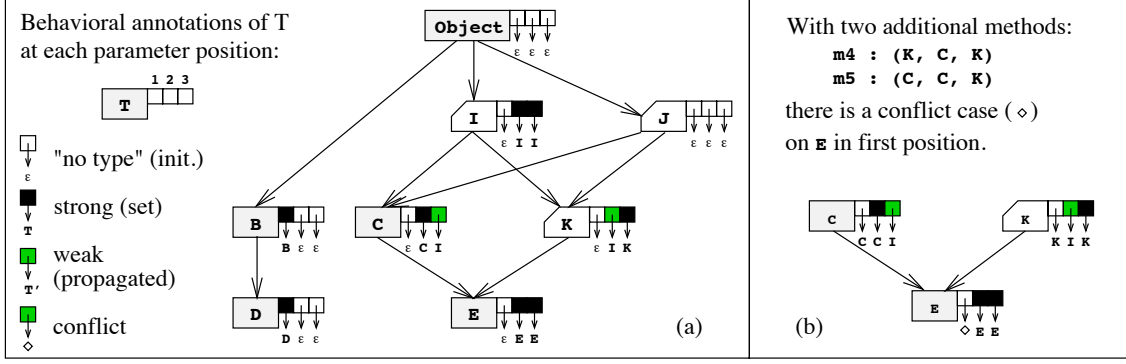 Behavioral annotations of T
at each parameter position:
1 2 3
T
"no type" (init.)
ε
strong (set)
T
weak
(propagated)
T'
conflict
◇
Object
ε ε ε
I
ε I I
J
ε ε ε
B
B ε ε
C
ε C I
K
ε I K
D
D ε ε
E
ε E E
(a)
With two additional methods:
m4 : (K, C, K)
m5 : (C, C, K)
there is a conflict case ( ◇ )
on E in first position.
C
C C I
K
K I K
E
◇ E E
(b)